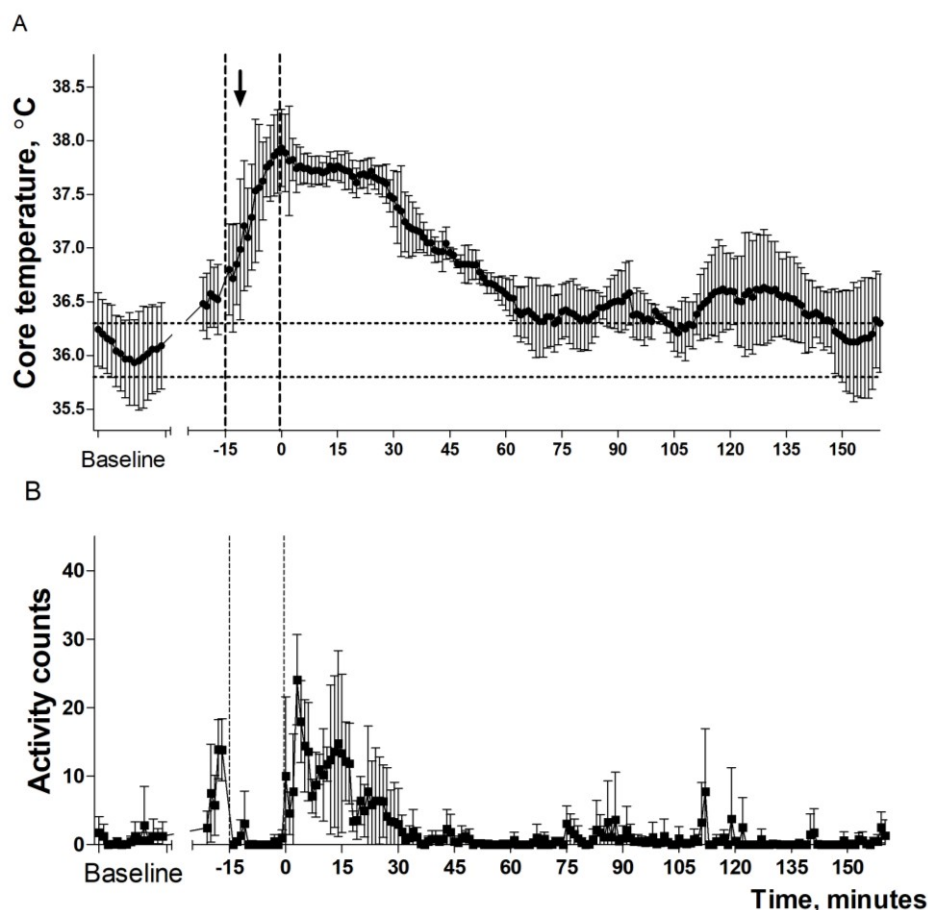 A
Core temperature, °C
38.5
38.0
37.5
37.0
36.5
36.0
35.5
Baseline
-15 0 15 30 45 60 75 90 105 120 135 150
B
Activity counts
40
30
20
10
0
Baseline
-15 0 15 30 45 60 75 90 105 120 135 150
Time, minutes